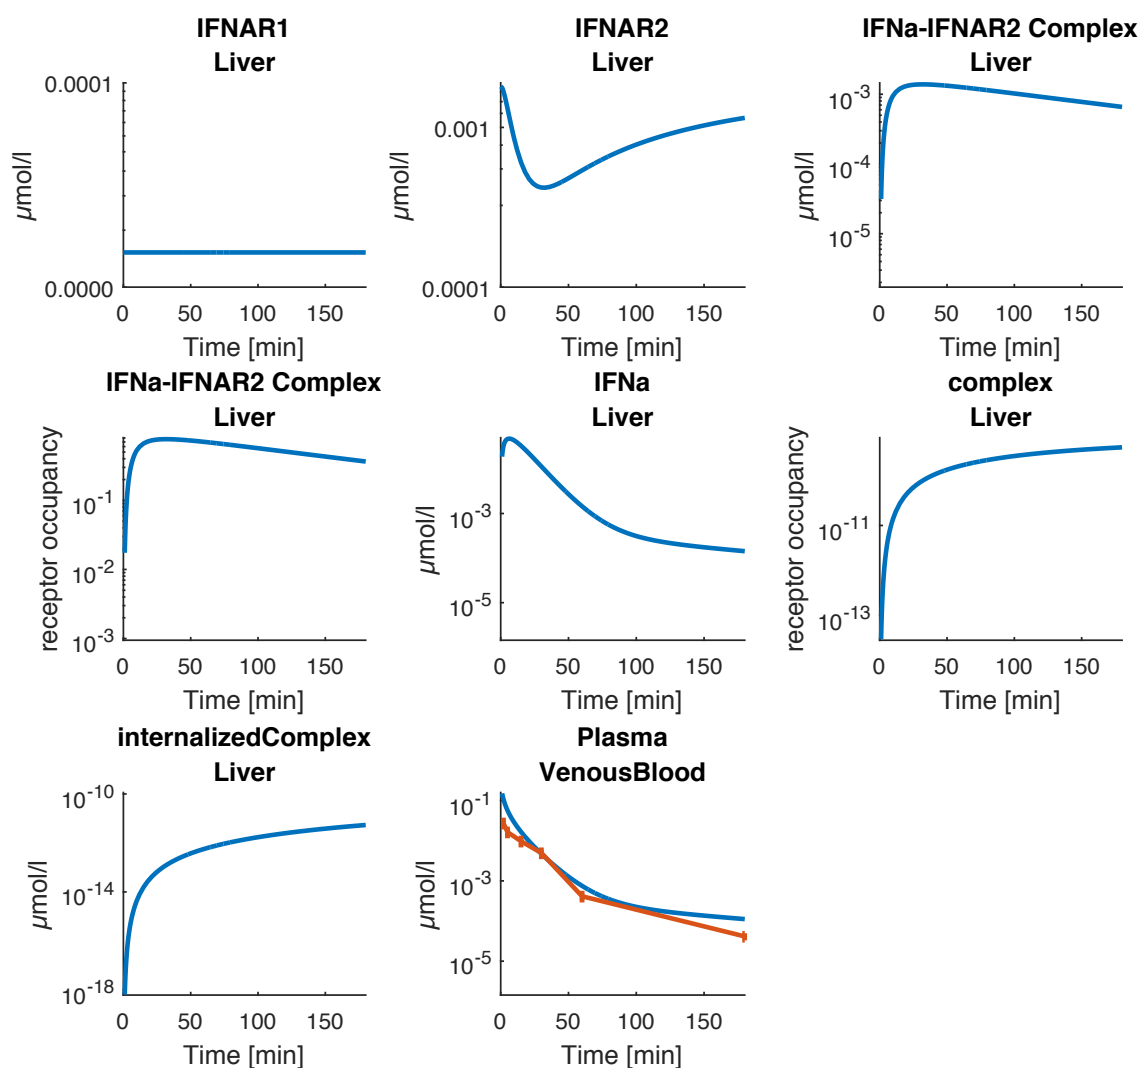 IFNAR1
Liver
0.0001
0.0000
µmol/l
0 50 100 150
Time [min]
IFNAR2
Liver
0.001
0.0001
µmol/l
0 50 100 150
Time [min]
IFNa-IFNAR2 Complex
Liver
10^-3
10^-4
10^-5
µmol/l
0 50 100 150
Time [min]
IFNa-IFNAR2 Complex
Liver
10^-1
10^-2
10^-3
receptor occupancy
0 50 100 150
Time [min]
IFNa
Liver
10^-3
10^-5
µmol/l
0 50 100 150
Time [min]
complex
Liver
10^-11
10^-13
receptor occupancy
0 50 100 150
Time [min]
internalizedComplex
Liver
10^-10
10^-14
10^-18
µmol/l
0 50 100 150
Time [min]
Plasma
VenousBlood
10^-1
10^-3
10^-5
µmol/l
0 50 100 150
Time [min]